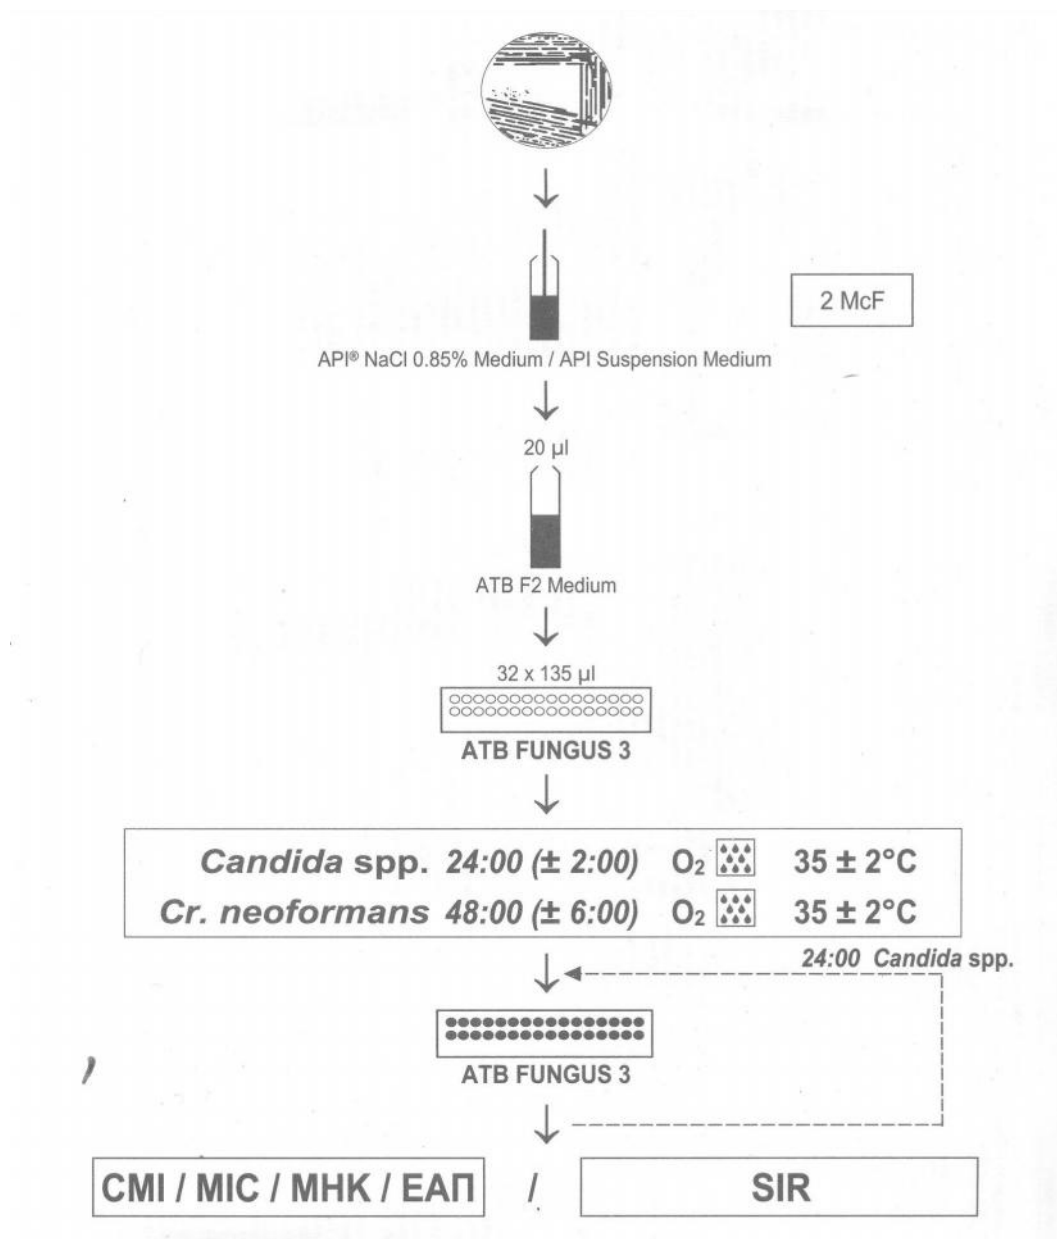 2 McF
API® NaCl 0.85% Medium / API Suspension Medium
20 µl
ATB F2 Medium
32 x 135 µl
ATB FUNGUS 3
Candida spp. 24:00 (± 2:00) O₂ 35 ± 2°C
Cr. neoformans 48:00 (± 6:00) O₂ 35 ± 2°C
24:00 Candida spp.
ATB FUNGUS 3
CMI / MIC / MHK / ΕΑΠ / SIR